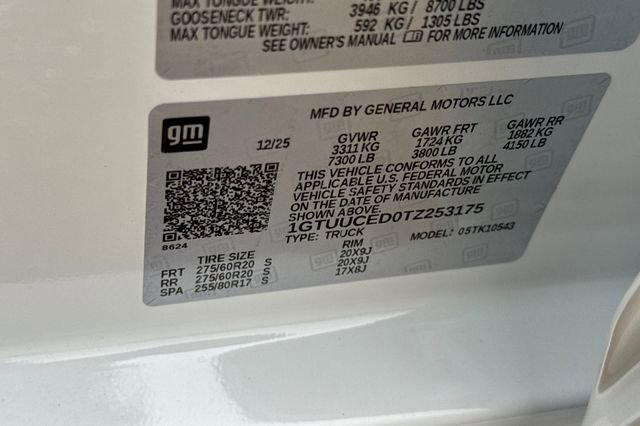 MAX TONGUE WEIGHT:
3946 KG / 8700 LBS
GOOSENECK TWR: 592 KG / 1305 LBS
MAX TONGUE WEIGHT:
SEE OWNER'S MANUAL FOR MORE INFORMATION
gm
MFD BY GENERAL MOTORS LLC
12/25 GVWR GAWR FRT GAWR RR
3311 KG 1724 KG 1882 KG
7300 LB 3800 LB 4150 LB
THIS VEHICLE CONFORMS TO ALL
APPLICABLE U.S. FEDERAL MOTOR
VEHICLE SAFETY STANDARDS IN EFFECT
ON THE DATE OF MANUFACTURE
SHOWN ABOVE.
1GTUUCED0TZ253175
TYPE: TRUCK MODEL: 05TK10543
8624
TIRE SIZE RIM
FRT 275/60R20 S 20X9J
RR 275/60R20 S 20X9J
SPA 255/80R17 S 17X8J